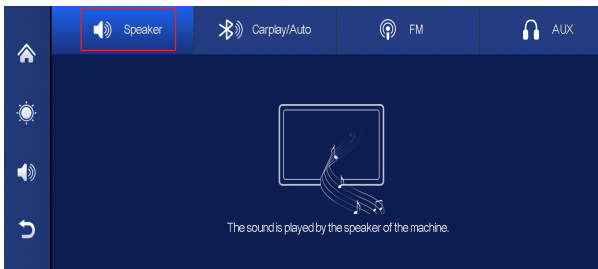 Speaker
Carplay/Auto
FM
AUX
The sound is played by the speaker of the machine.